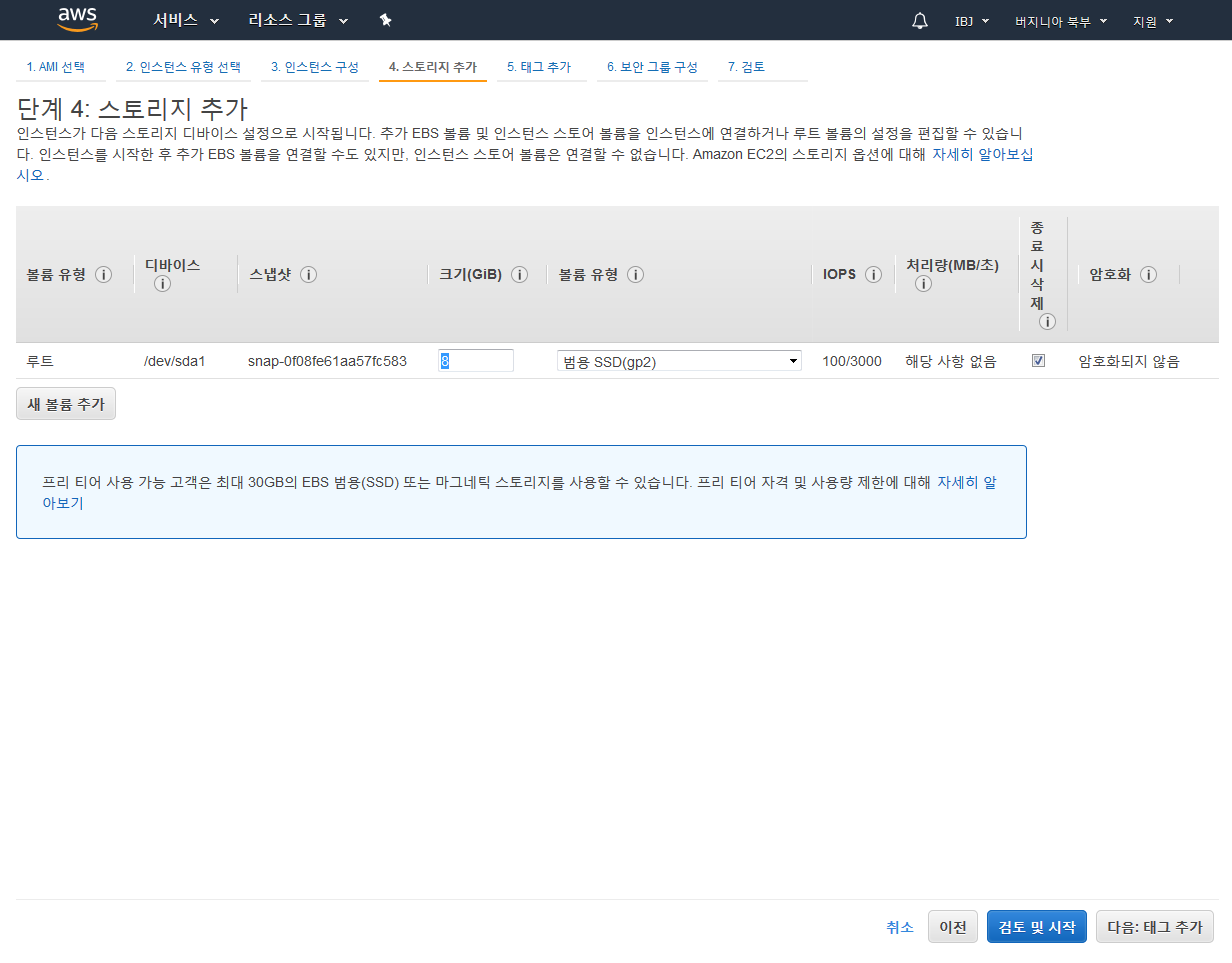 aws 서비스 리소스 그룹 IBJ 버지니아 북부 지원
1. AMI 선택 2. 인스턴스 유형 선택 3. 인스턴스 구성 4. 스토리지 추가 5. 태그 추가 6. 보안 그룹 구성 7. 검토
단계 4: 스토리지 추가
인스턴스가 다음 스토리지 디바이스 설정으로 시작됩니다. 추가 EBS 볼륨 및 인스턴스 스토어 볼륨을 인스턴스에 연결하거나 루트 볼륨의 설정을 편집할 수 있습니
다. 인스턴스를 시작한 후 추가 EBS 볼륨을 연결할 수도 있지만, 인스턴스 스토어 볼륨은 연결할 수 없습니다. Amazon EC2의 스토리지 옵션에 대해 자세히 알아보십
시오.
볼륨 유형 i 디바이스 i 스냅샷 i 크기(GiB) i 볼륨 유형 i IOPS i 처리량(MB/초) i 종료 시 삭제 i 암호화 i
루트 /dev/sda1 snap-0f08fe61aa57fc583 8 범용 SSD(gp2) 100/3000 해당 사항 없음 암호화되지 않음
새 볼륨 추가
프리 티어 사용 가능 고객은 최대 30GB의 EBS 범용(SSD) 또는 마그네틱 스토리지를 사용할 수 있습니다. 프리 티어 자격 및 사용량 제한에 대해 자세히 알
아보기
취소 이전 검토 및 시작 다음: 태그 추가